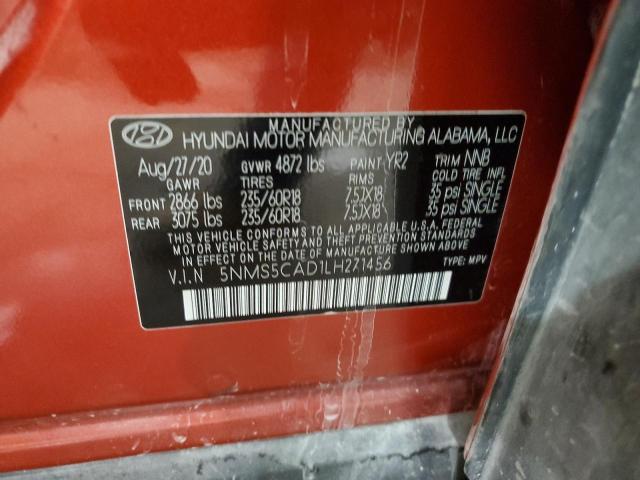 MANUFACTURED BY
HYUNDAI MOTOR MANUFACTURING ALABAMA, LLC
Aug/27/20 GVWR 4872 lbs PAINT YR2 TRIM NNB
GAWR TIRES RIMS COLD TIRE INFL
FRONT 2866 lbs 235/60R18 7.5JX18 35 psi SINGLE
REAR 3075 lbs 235/60R18 7.5JX18 35 psi SINGLE
THIS VEHICLE CONFORMS TO ALL APPLICABLE U.S.A. FEDERAL
MOTOR VEHICLE SAFETY, BUMPER, AND THEFT PREVENTION
STANDARDS IN EFFECT ON THE DATE OF MANUFACTURE SHOWN ABOVE.
V.I.N 5NMS5CAD1LH271456 TYPE: MPV